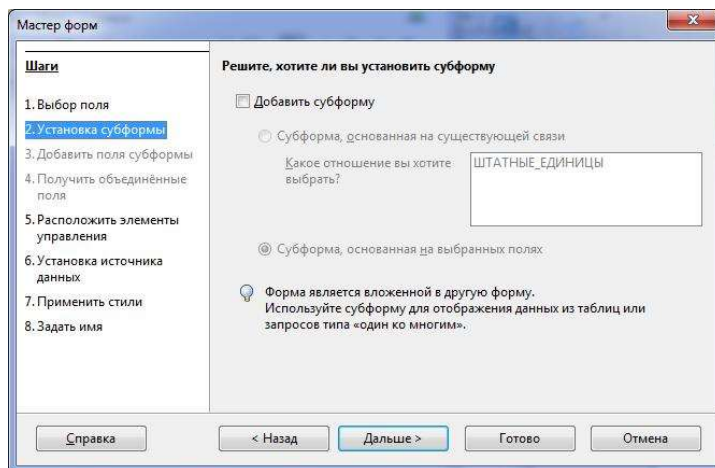 Мастер форм
Шаги
1. Выбор поля
2. Установка субформы
3. Добавить поля субформы
4. Получить объединённые
поля
5. Расположить элементы
управления
6. Установка источника
данных
7. Применить стили
8. Задать имя
Решите, хотите ли вы установить субформу
Добавить субформу
Субформа, основанная на существующей связи
Какое отношение вы хотите
выбрать?
ШТАТНЫЕ_ЕДИНИЦЫ
Субформа, основанная на выбранных полях
Форма является вложенной в другую форму.
Используйте субформу для отображения данных из таблиц или
запросов типа «один ко многим».
Справка
< Назад
Дальше >
Готово
Отмена